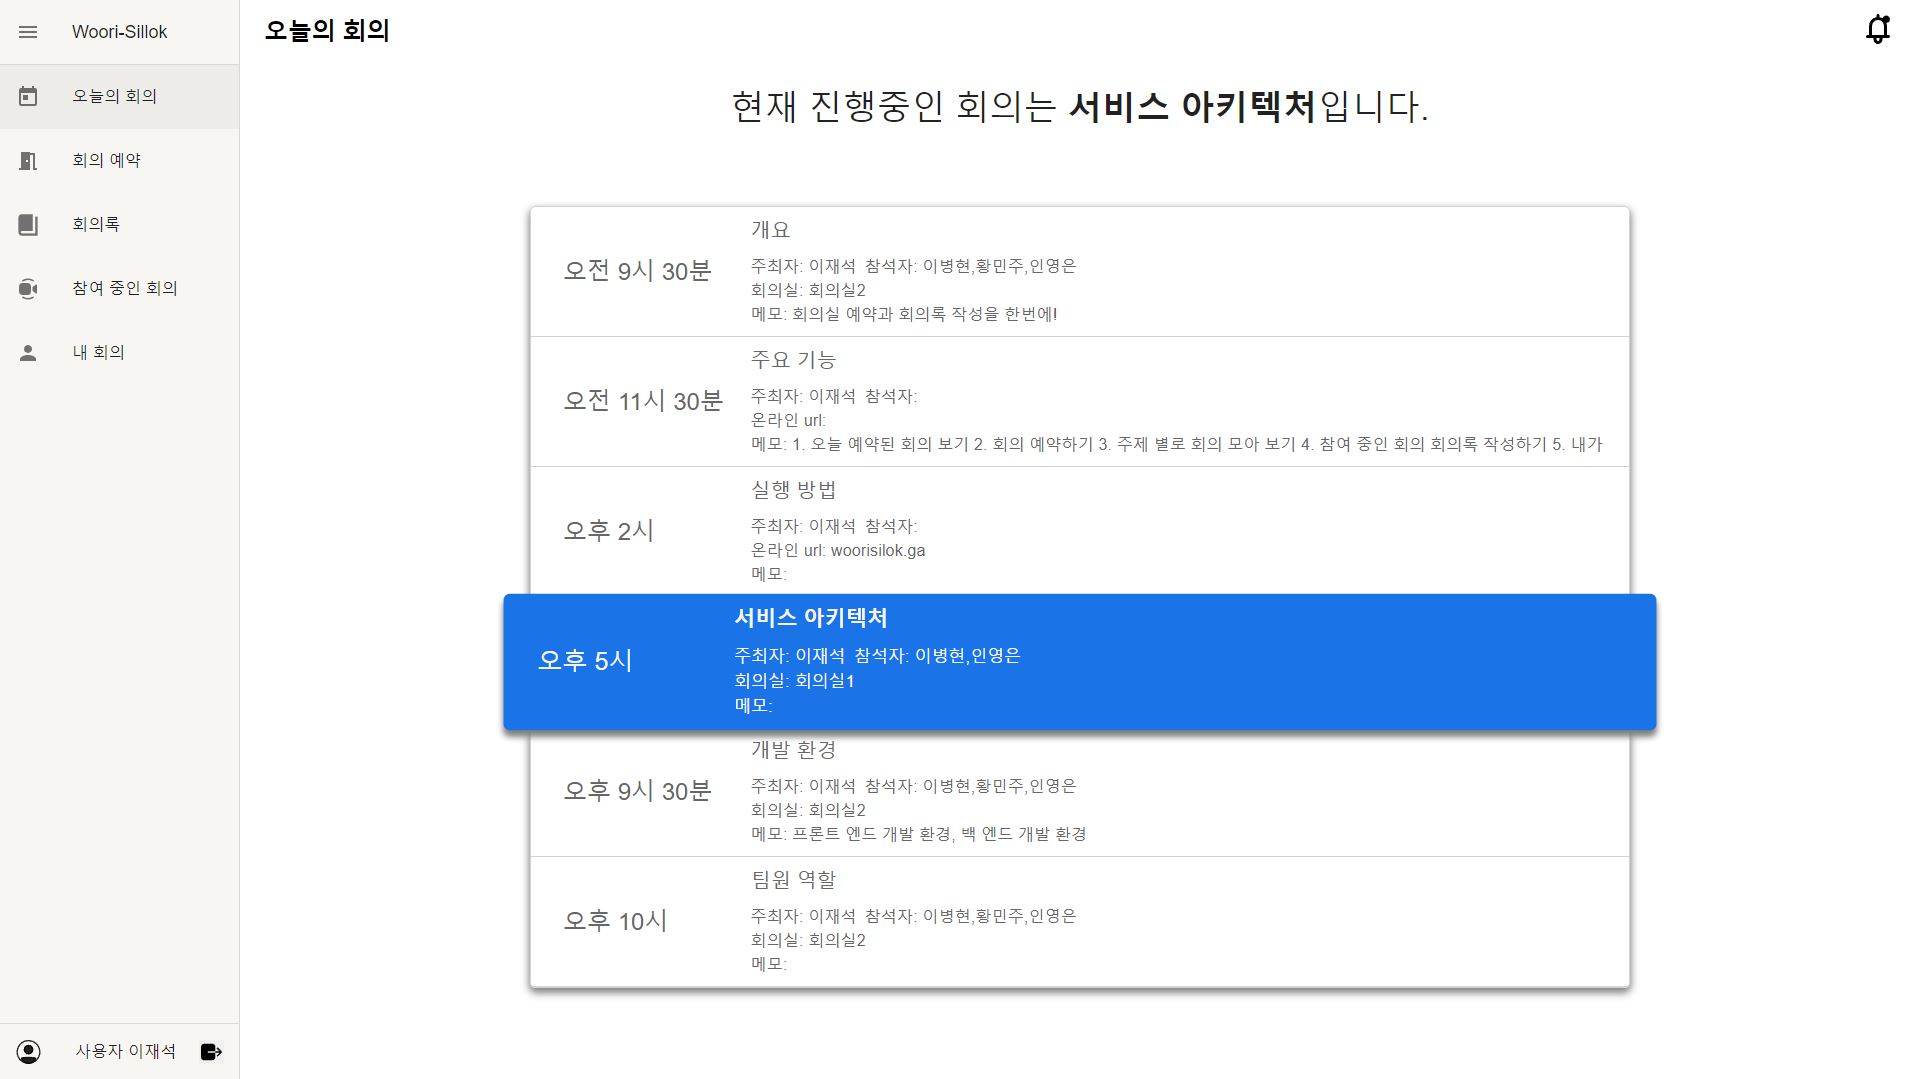 Woori-Sillok
오늘의 회의
회의 예약
회의록
참여 중인 회의
내 회의
사용자 이재석
오늘의 회의
현재 진행중인 회의는 서비스 아키텍처입니다.
오전 9시 30분
개요
주최자: 이재석 참석자: 이병현,황민주,인영은
회의실: 회의실2
메모: 회의실 예약과 회의록 작성을 한번에!
오전 11시 30분
주요 기능
주최자: 이재석 참석자:
온라인 url:
메모: 1. 오늘 예약된 회의 보기 2. 회의 예약하기 3. 주제 별로 회의 모아 보기 4. 참여 중인 회의 회의록 작성하기 5. 내가
오후 2시
실행 방법
주최자: 이재석 참석자:
온라인 url: woorisilok.ga
메모:
오후 5시
서비스 아키텍처
주최자: 이재석 참석자: 이병현,인영은
회의실: 회의실1
메모:
오후 9시 30분
개발 환경
주최자: 이재석 참석자: 이병현,황민주,인영은
회의실: 회의실2
메모: 프론트 엔드 개발 환경, 백 엔드 개발 환경
오후 10시
팀원 역할
주최자: 이재석 참석자: 이병현,황민주,인영은
회의실: 회의실2
메모: